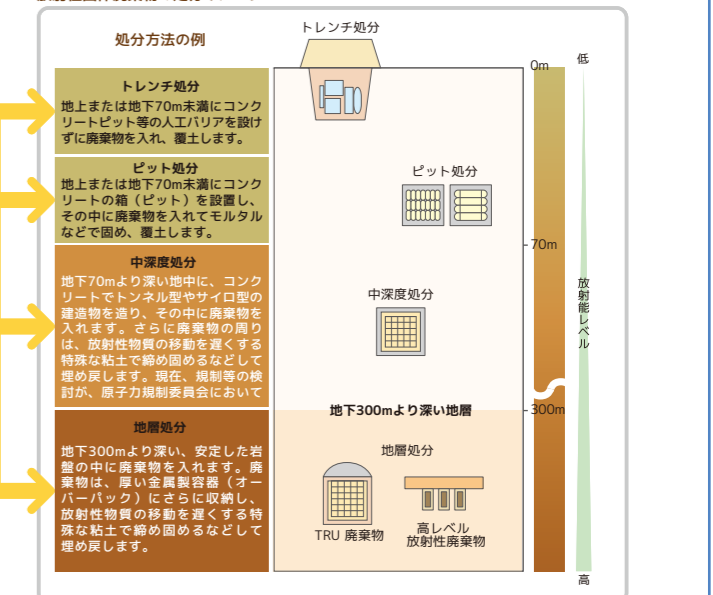 処分方法の例
トレンチ処分
地上または地下70m未満にコンク
リートピット等の人工バリアを設け
ずに廃棄物を入れ、覆土します。
ピット処分
地上または地下70m未満にコンク
リートの箱（ピット）を設置し、
その中に廃棄物を入れてモルタル
などで固め、覆土します。
中深度処分
地下70mより深い地中に、コンク
リートでトンネル型やサイロ型の
建造物を造り、その中に廃棄物を
入れます。さらに廃棄物の周り
は、放射性物質の移動を遅くする
特殊な粘土で締め固めるなどして
埋め戻します。現在、規制等の検
討が、原子力規制委員会において
地層処分
地下300mより深い、安定した岩
盤の中に廃棄物を入れます。廃
棄物は、厚い金属製容器（オー
バーパック）にさらに収納し、
放射性物質の移動を遅くする特
殊な粘土で締め固めるなどして
埋め戻します。
トレンチ処分
ピット処分
中深度処分
地下300mより深い地層
地層処分
TRU 廃棄物
高レベル
放射性廃棄物
0m
70m
300m
低
放射能レベル
高